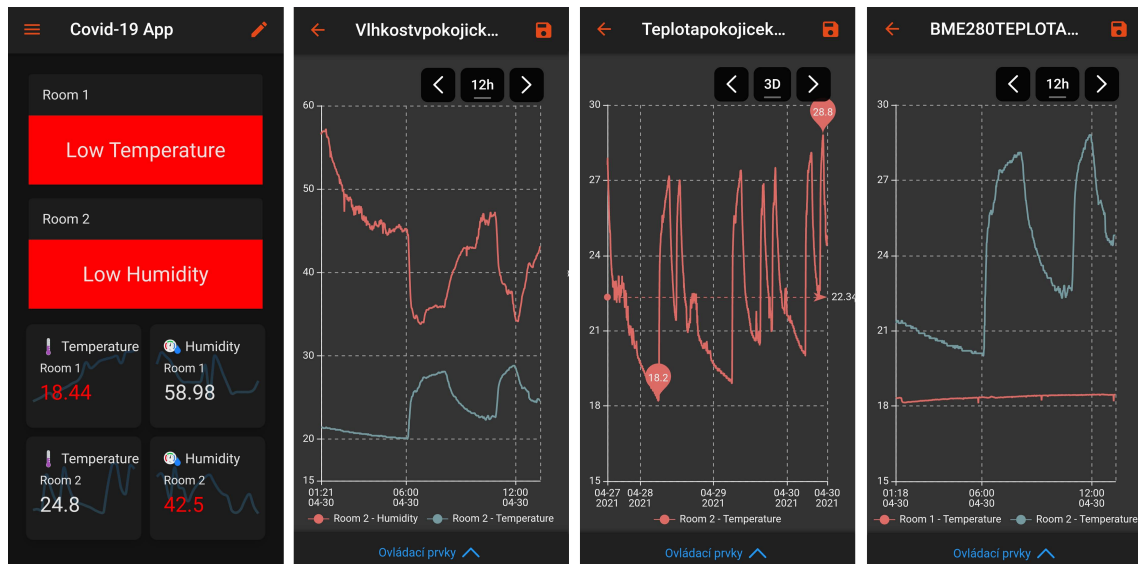 Covid-19 App
Room 1
Low Temperature
Room 2
Low Humidity
Temperature
Room 1
18.44
Humidity
Room 1
58.98
Temperature
Room 2
24.8
Humidity
Room 2
42.5
Vlhkostvpokojick...
12h
60
50
40
30
20
15
01:21
04-30
06:00
04-30
12:00
04-30
Room 2 - Humidity
Room 2 - Temperature
Ovládací prvky
Teplotapokojicek...
3D
30
28.8
27
24
22.34
21
18.2
18
15
04-27
2021
04-28
2021
04-29
2021
04-30
2021
04-30
2021
Room 2 - Temperature
Ovládací prvky
BME280TEPLOTA...
12h
30
27
24
21
18
15
01:18
04-30
06:00
04-30
12:00
04-30
Room 1 - Temperature
Room 2 - Temperature
Ovládací prvky